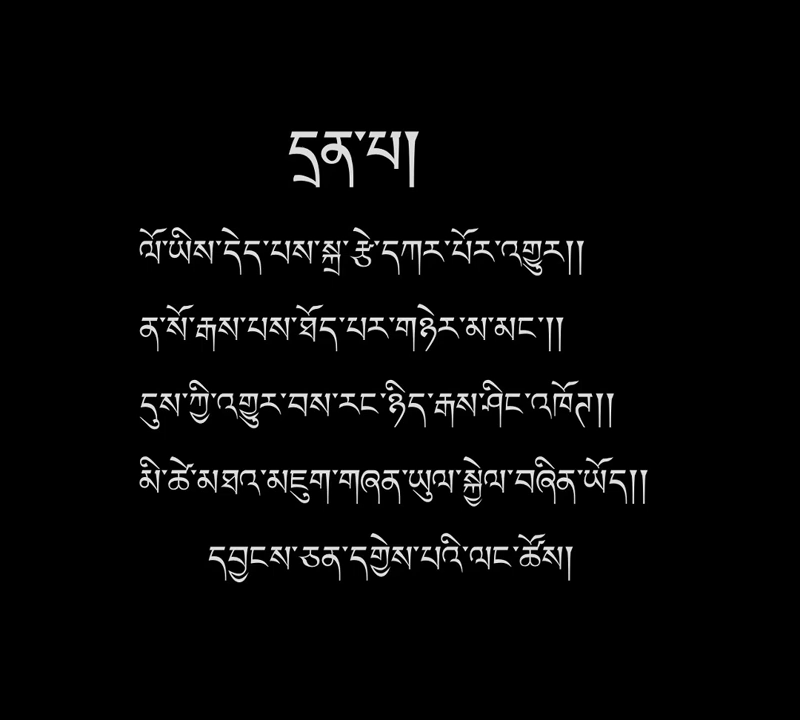 དྲན་པ།
ལོ་ཡིས་དེད་པས་སྐྲ་རྩེ་དཀར་པོར་འགྱུར།།
ན་སོ་རྒས་པས་ཐོད་པར་གཉེར་མ་མང་།།
དུས་ཀྱི་འགྱུར་བས་རང་ཉིད་རྒས་ཤིང་འཁོཊ།།
མི་ཚེ་མཐའ་མཇུག་གཞན་ཡུལ་སྐྱེལ་བཞིན་ཡོད།།
དབྱངས་ཅན་དགྱེས་པའི་ལང་ཚོས།